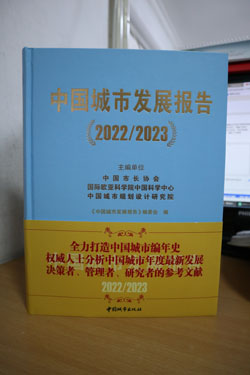 中国城市发展报告
2022/2023
主编单位
中国市长协会
国际欧亚科学院中国科学中心
中国城市规划设计研究院
《中国城市发展报告》编委会 编
全力打造中国城市编年史
权威人士分析中国城市年度最新发展
决策者、管理者、研究者的参考文献
2022/2023
中国城市出版社